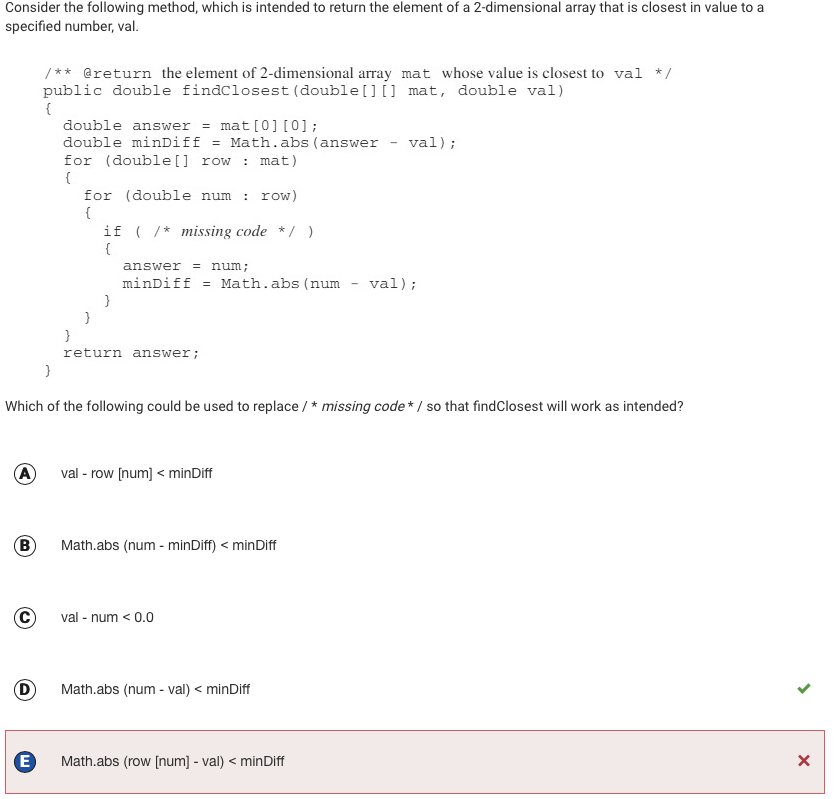 Consider the following method, which is intended to return the element of a 2-dimensional array that is closest in value to a
specified number, val.
/** @return the element of 2-dimensional array mat whose value is closest to val */
public double findClosest(double[][] mat, double val)
{
double answer = mat[0][0];
double minDiff = Math.abs(answer - val);
for (double[] row : mat)
{
for (double num : row)
{
if ( /* missing code */ )
{
answer = num;
minDiff = Math.abs(num - val);
}
}
}
return answer;
}
Which of the following could be used to replace / * missing code * / so that findClosest will work as intended?
A val - row [num] < minDiff
B Math.abs (num - minDiff) < minDiff
C val - num < 0.0
D Math.abs (num - val) < minDiff
E Math.abs (row [num] - val) < minDiff